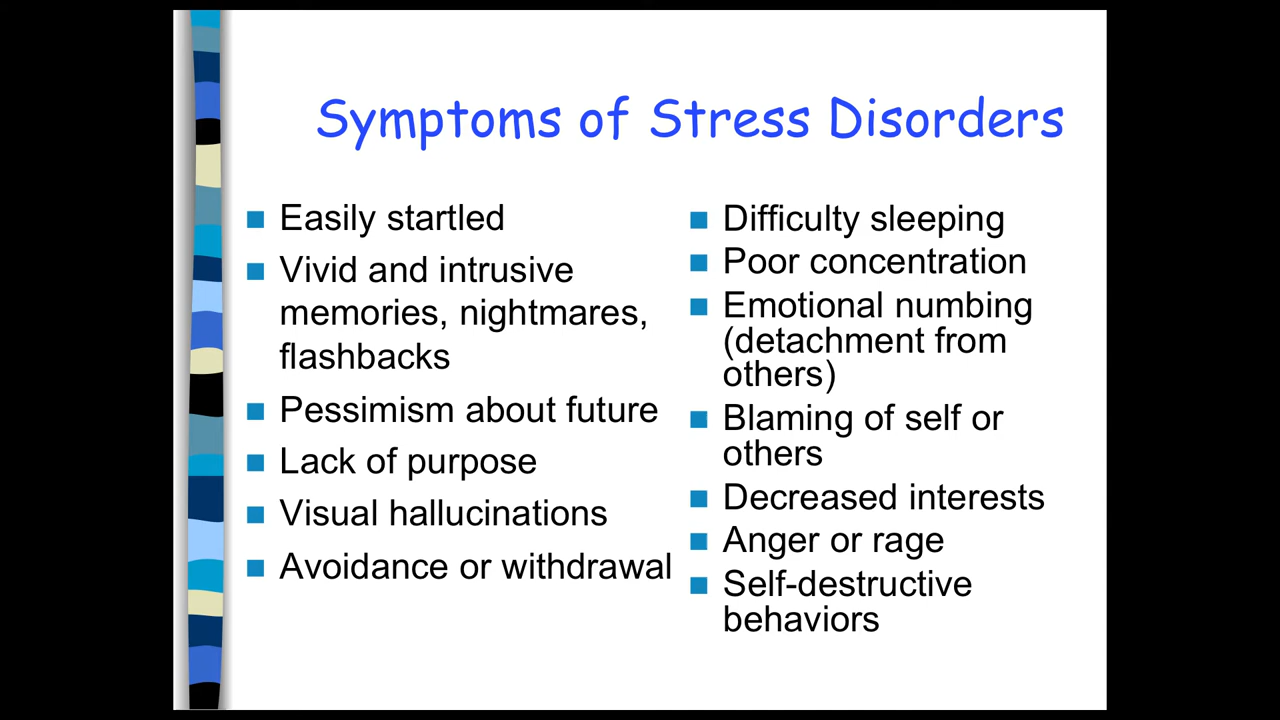 Symptoms of Stress Disorders
Easily startled
Vivid and intrusive
memories, nightmares,
flashbacks
Pessimism about future
Lack of purpose
Visual hallucinations
Avoidance or withdrawal
Difficulty sleeping
Poor concentration
Emotional numbing
(detachment from
others)
Blaming of self or
others
Decreased interests
Anger or rage
Self-destructive
behaviors